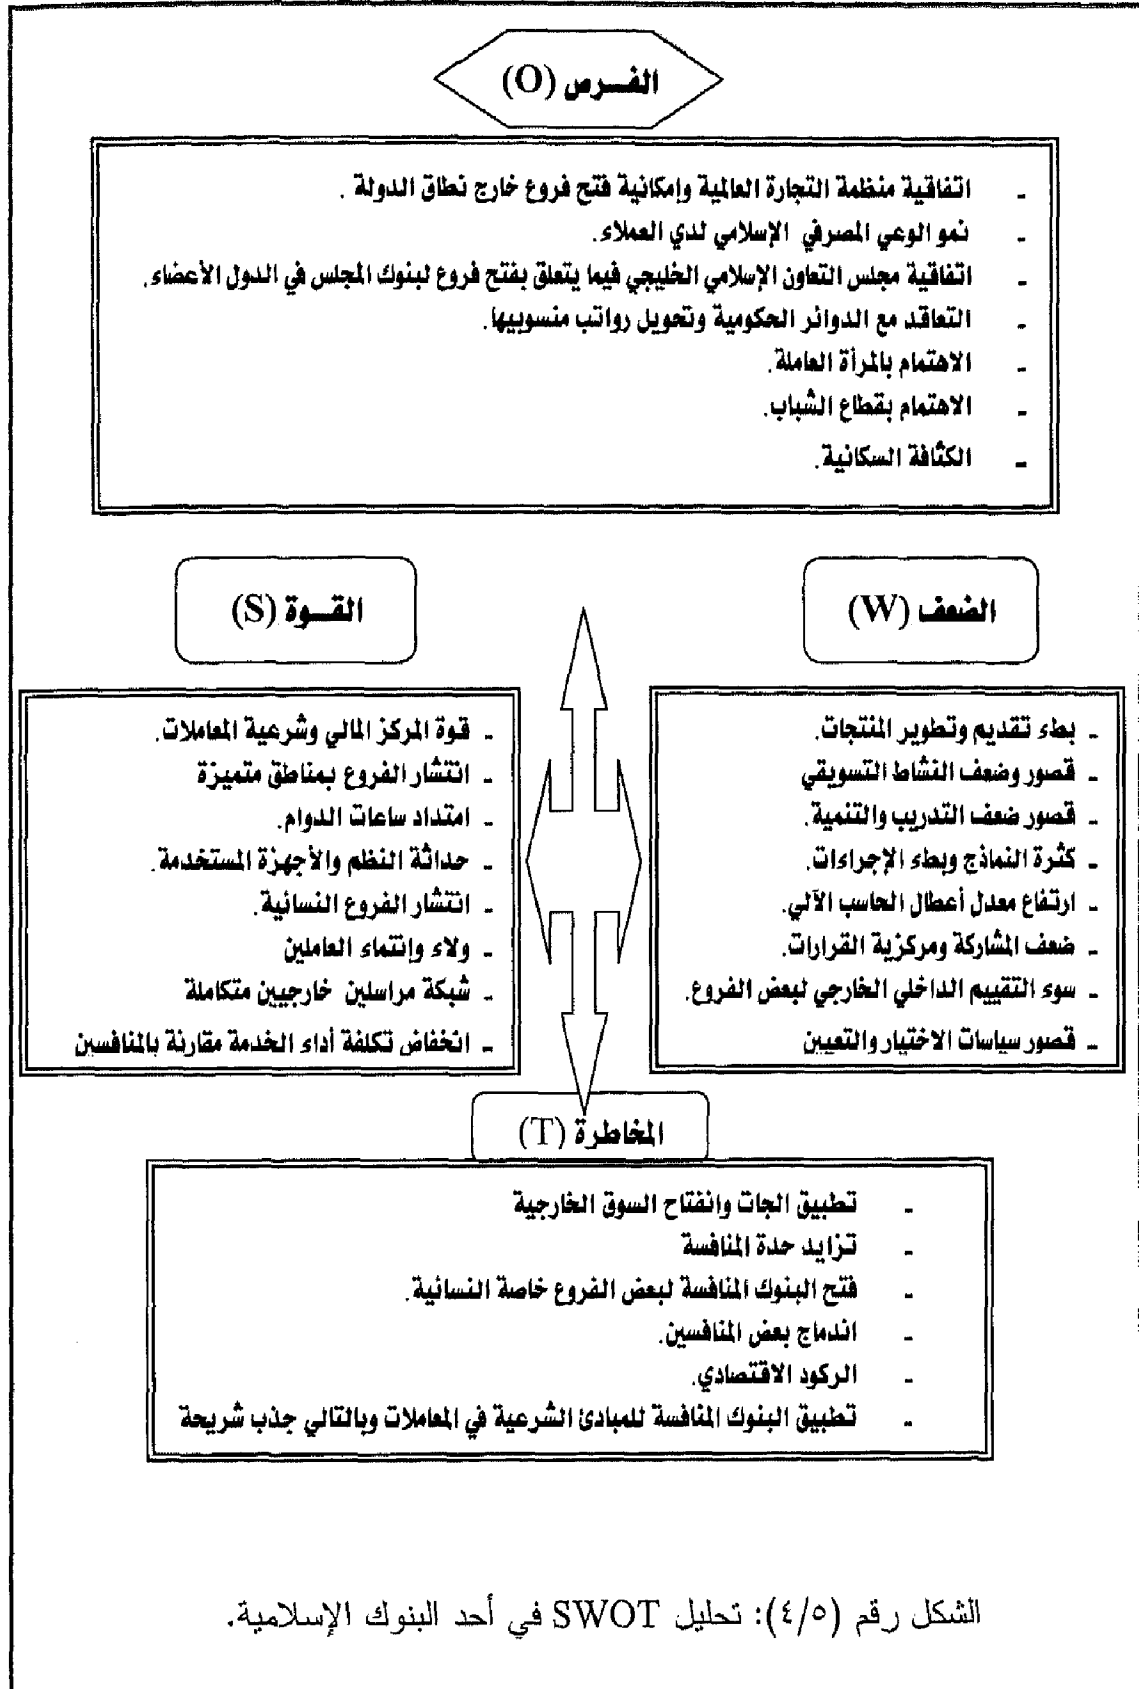 الفـــرص (O)
- اتفاقية منظمة التجارة العالمية وإمكانية فتح فروع خارج نطاق الدولة .
- نمو الوعي المصرفي الإسلامي لدي العملاء.
- اتفاقية مجلس التعاون الإسلامي الخليجي فيما يتعلق بفتح فروع لبنوك المجلس في الدول الأعضاء.
- التعاقد مع الدوائر الحكومية وتحويل رواتب منسوبيها.
- الاهتمام بالمرأة العاملة.
- الاهتمام بقطاع الشباب.
- الكثافة السكانية.
الضعف (W)
- بطء تقديم وتطوير المنتجات.
- قصور وضعف النشاط التسويقي
- قصور ضعف التدريب والتنمية.
- كثرة النماذج وبطء الإجراءات.
- ارتفاع معدل أعطال الحاسب الآلي.
- ضعف المشاركة ومركزية القرارات.
- سوء التقييم الداخلي الخارجي لبعض الفروع.
- قصور سياسات الاختيار والتعيين
القـــوة (S)
- قوة المركز المالي وشرعية المعاملات.
- انتشار الفروع بمناطق متميزة
- امتداد ساعات الدوام.
- حداثة النظم والأجهزة المستخدمة.
- انتشار الفروع النسائية.
- ولاء وإنتماء العاملين
- شبكة مراسلين خارجيين متكاملة
- انخفاض تكلفة أداء الخدمة مقارنة بالمنافسين
المخاطرة (T)
- تطبيق الجات وانفتاح السوق الخارجية
- تزايد حدة المنافسة
- فتح البنوك المنافسة لبعض الفروع خاصة النسائية.
- اندماج بعض المنافسين.
- الركود الاقتصادي.
- تطبيق البنوك المنافسة للمبادئ الشرعية في المعاملات وبالتالي جذب شريحة
الشكل رقم (٤/٥): تحليل SWOT في أحد البنوك الإسلامية.